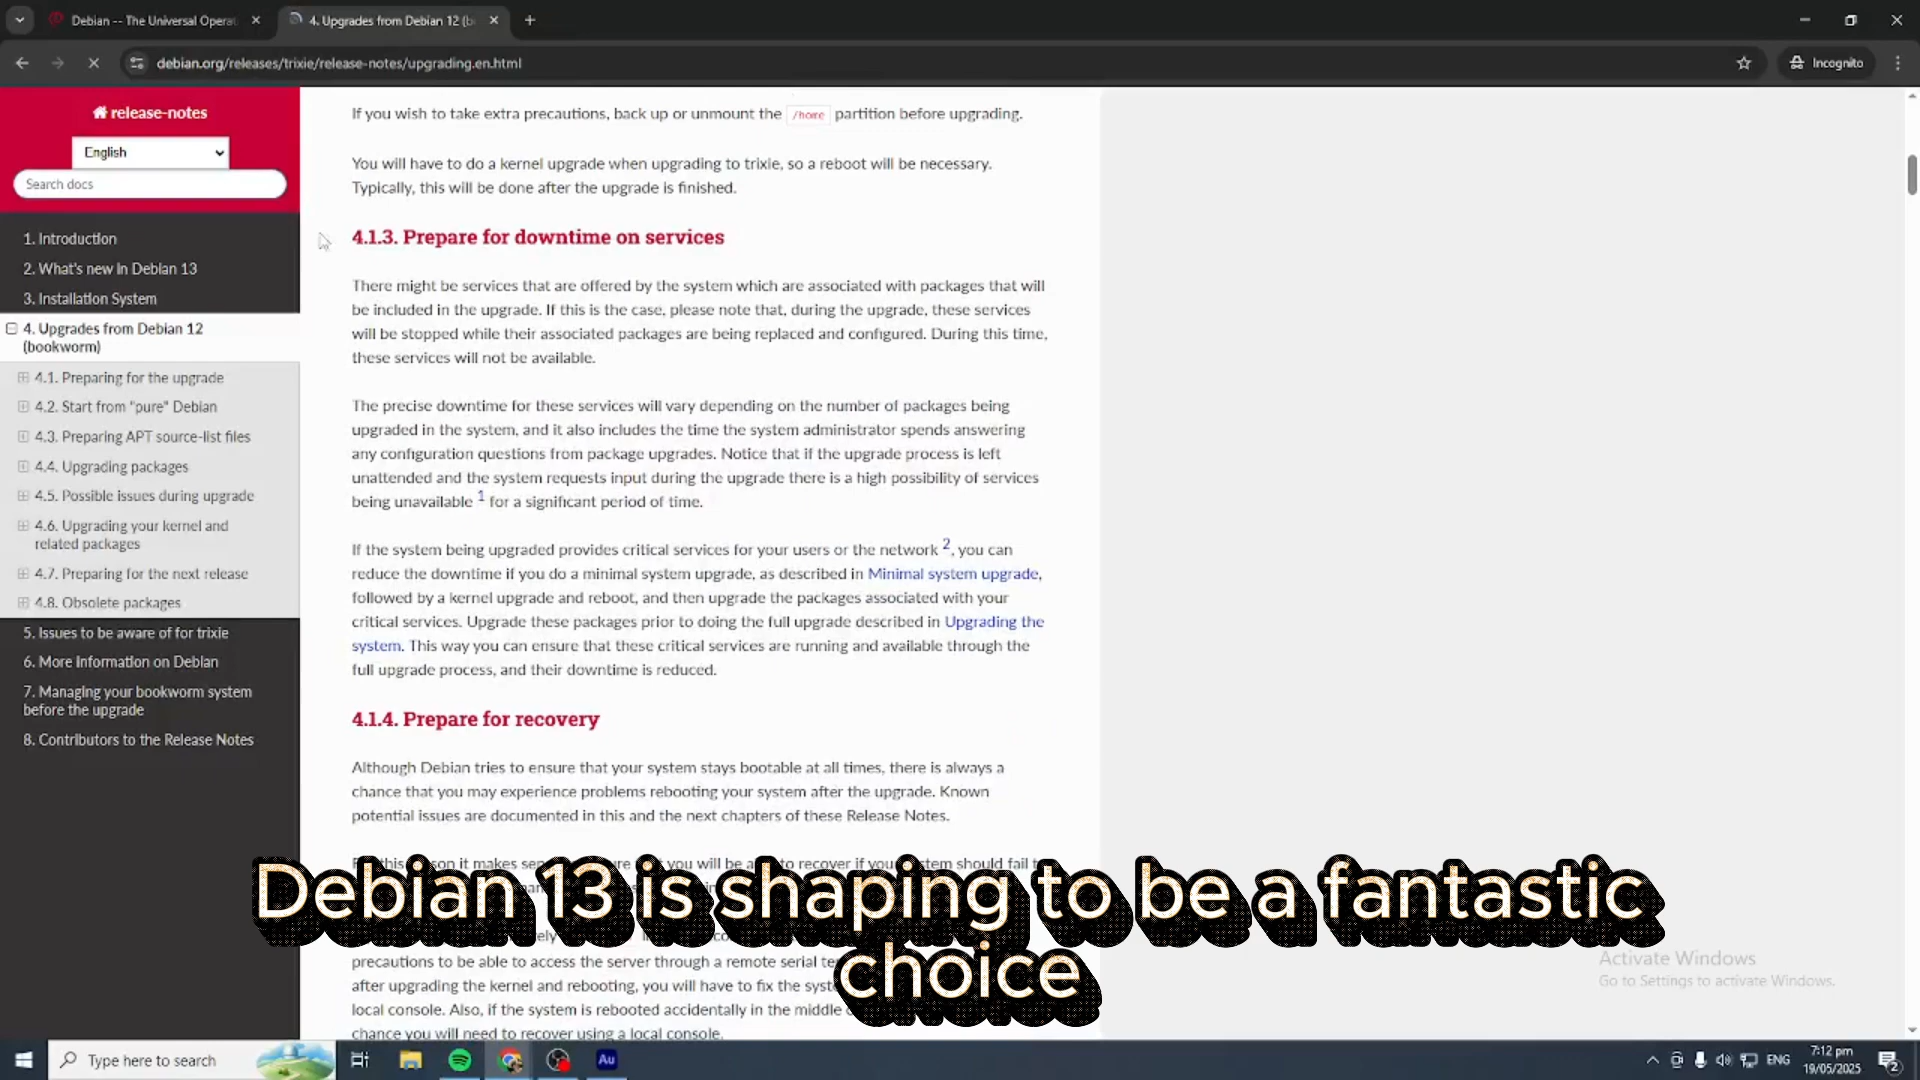 Debian -- The Universal Opera
4. Upgrades from Debian 12 (b
debian.org/releases/trixie/release-notes/upgrading.en.html
Incognito
release-notes
English
Search docs
1. Introduction
2. What's new in Debian 13
3. Installation System
4. Upgrades from Debian 12
(bookworm)
4.1. Preparing for the upgrade
4.2. Start from "pure" Debian
4.3. Preparing APT source-list files
4.4. Upgrading packages
4.5. Possible issues during upgrade
4.6. Upgrading your kernel and
related packages
4.7. Preparing for the next release
4.8. Obsolete packages
5. Issues to be aware of for trixie
6. More information on Debian
7. Managing your bookworm system
before the upgrade
8. Contributors to the Release Notes
If you wish to take extra precautions, back up or unmount the /home partition before upgrading.
You will have to do a kernel upgrade when upgrading to trixie, so a reboot will be necessary.
Typically, this will be done after the upgrade is finished.
4.1.3. Prepare for downtime on services
There might be services that are offered by the system which are associated with packages that will
be included in the upgrade. If this is the case, please note that, during the upgrade, these services
will be stopped while their associated packages are being replaced and configured. During this time,
these services will not be available.
The precise downtime for these services will vary depending on the number of packages being
upgraded in the system, and it also includes the time the system administrator spends answering
any configuration questions from package upgrades. Notice that if the upgrade process is left
unattended and the system requests input during the upgrade there is a high possibility of services
being unavailable 1 for a significant period of time.
If the system being upgraded provides critical services for your users or the network 2, you can
reduce the downtime if you do a minimal system upgrade, as described in Minimal system upgrade,
followed by a kernel upgrade and reboot, and then upgrade the packages associated with your
critical services. Upgrade these packages prior to doing the full upgrade described in Upgrading the
system. This way you can ensure that these critical services are running and available through the
full upgrade process, and their downtime is reduced.
4.1.4. Prepare for recovery
Although Debian tries to ensure that your system stays bootable at all times, there is always a
chance that you may experience problems rebooting your system after the upgrade. Known
potential issues are documented in this and the next chapters of these Release Notes.
this it makes you will be to recover if your system should fail
Debian 13 is shaping to be a fantastic
choice
precautions to be able to access the server through a remote serial
after upgrading the kernel and rebooting, you will have to fix the
local console. Also, if the system is rebooted accidentally in the middle
chance you will need to recover using a local console.
Activate Windows
Go to Settings to activate Windows.
Type here to search
Au
ENG
7:12 pm
19/05/2025
2